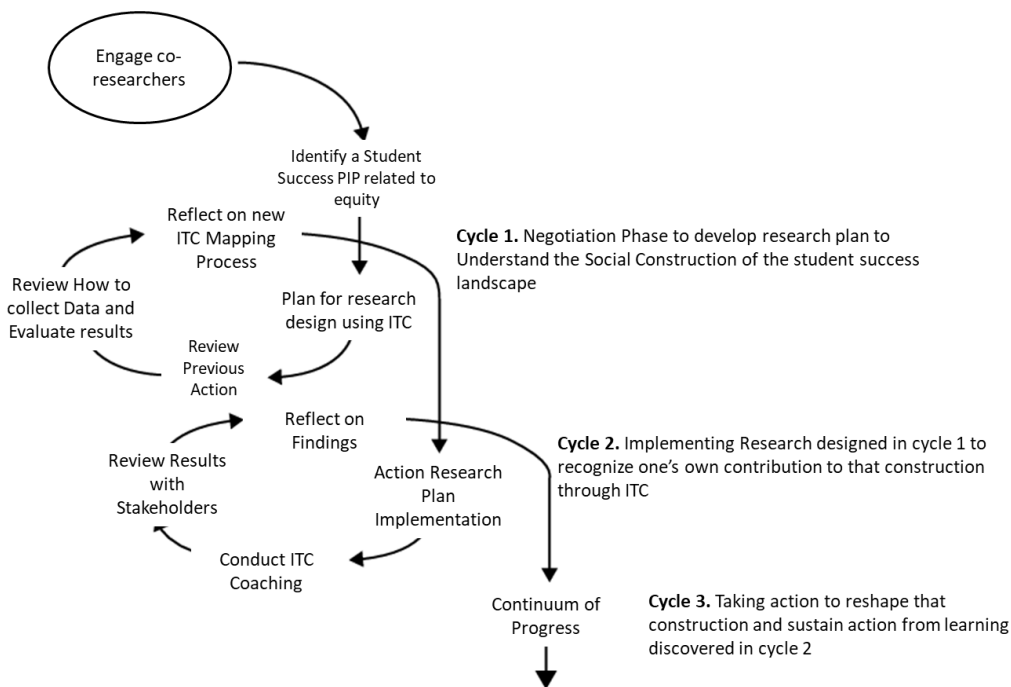 Engage co-
researchers
Identify a Student
Success PIP related to
equity
Reflect on new
ITC Mapping
Process
Cycle 1. Negotiation Phase to develop research plan to
Understand the Social Construction of the student success
landscape
Review How to
collect Data and
Evaluate results
Plan for research
design using ITC
Review
Previous
Action
Reflect on
Findings
Cycle 2. Implementing Research designed in cycle 1 to
recognize one's own contribution to that construction
through ITC
Review Results
with
Stakeholders
Action Research
Plan
Implementation
Conduct ITC
Coaching
Continuum of
Progress
Cycle 3. Taking action to reshape that
construction and sustain action from learning
discovered in cycle 2